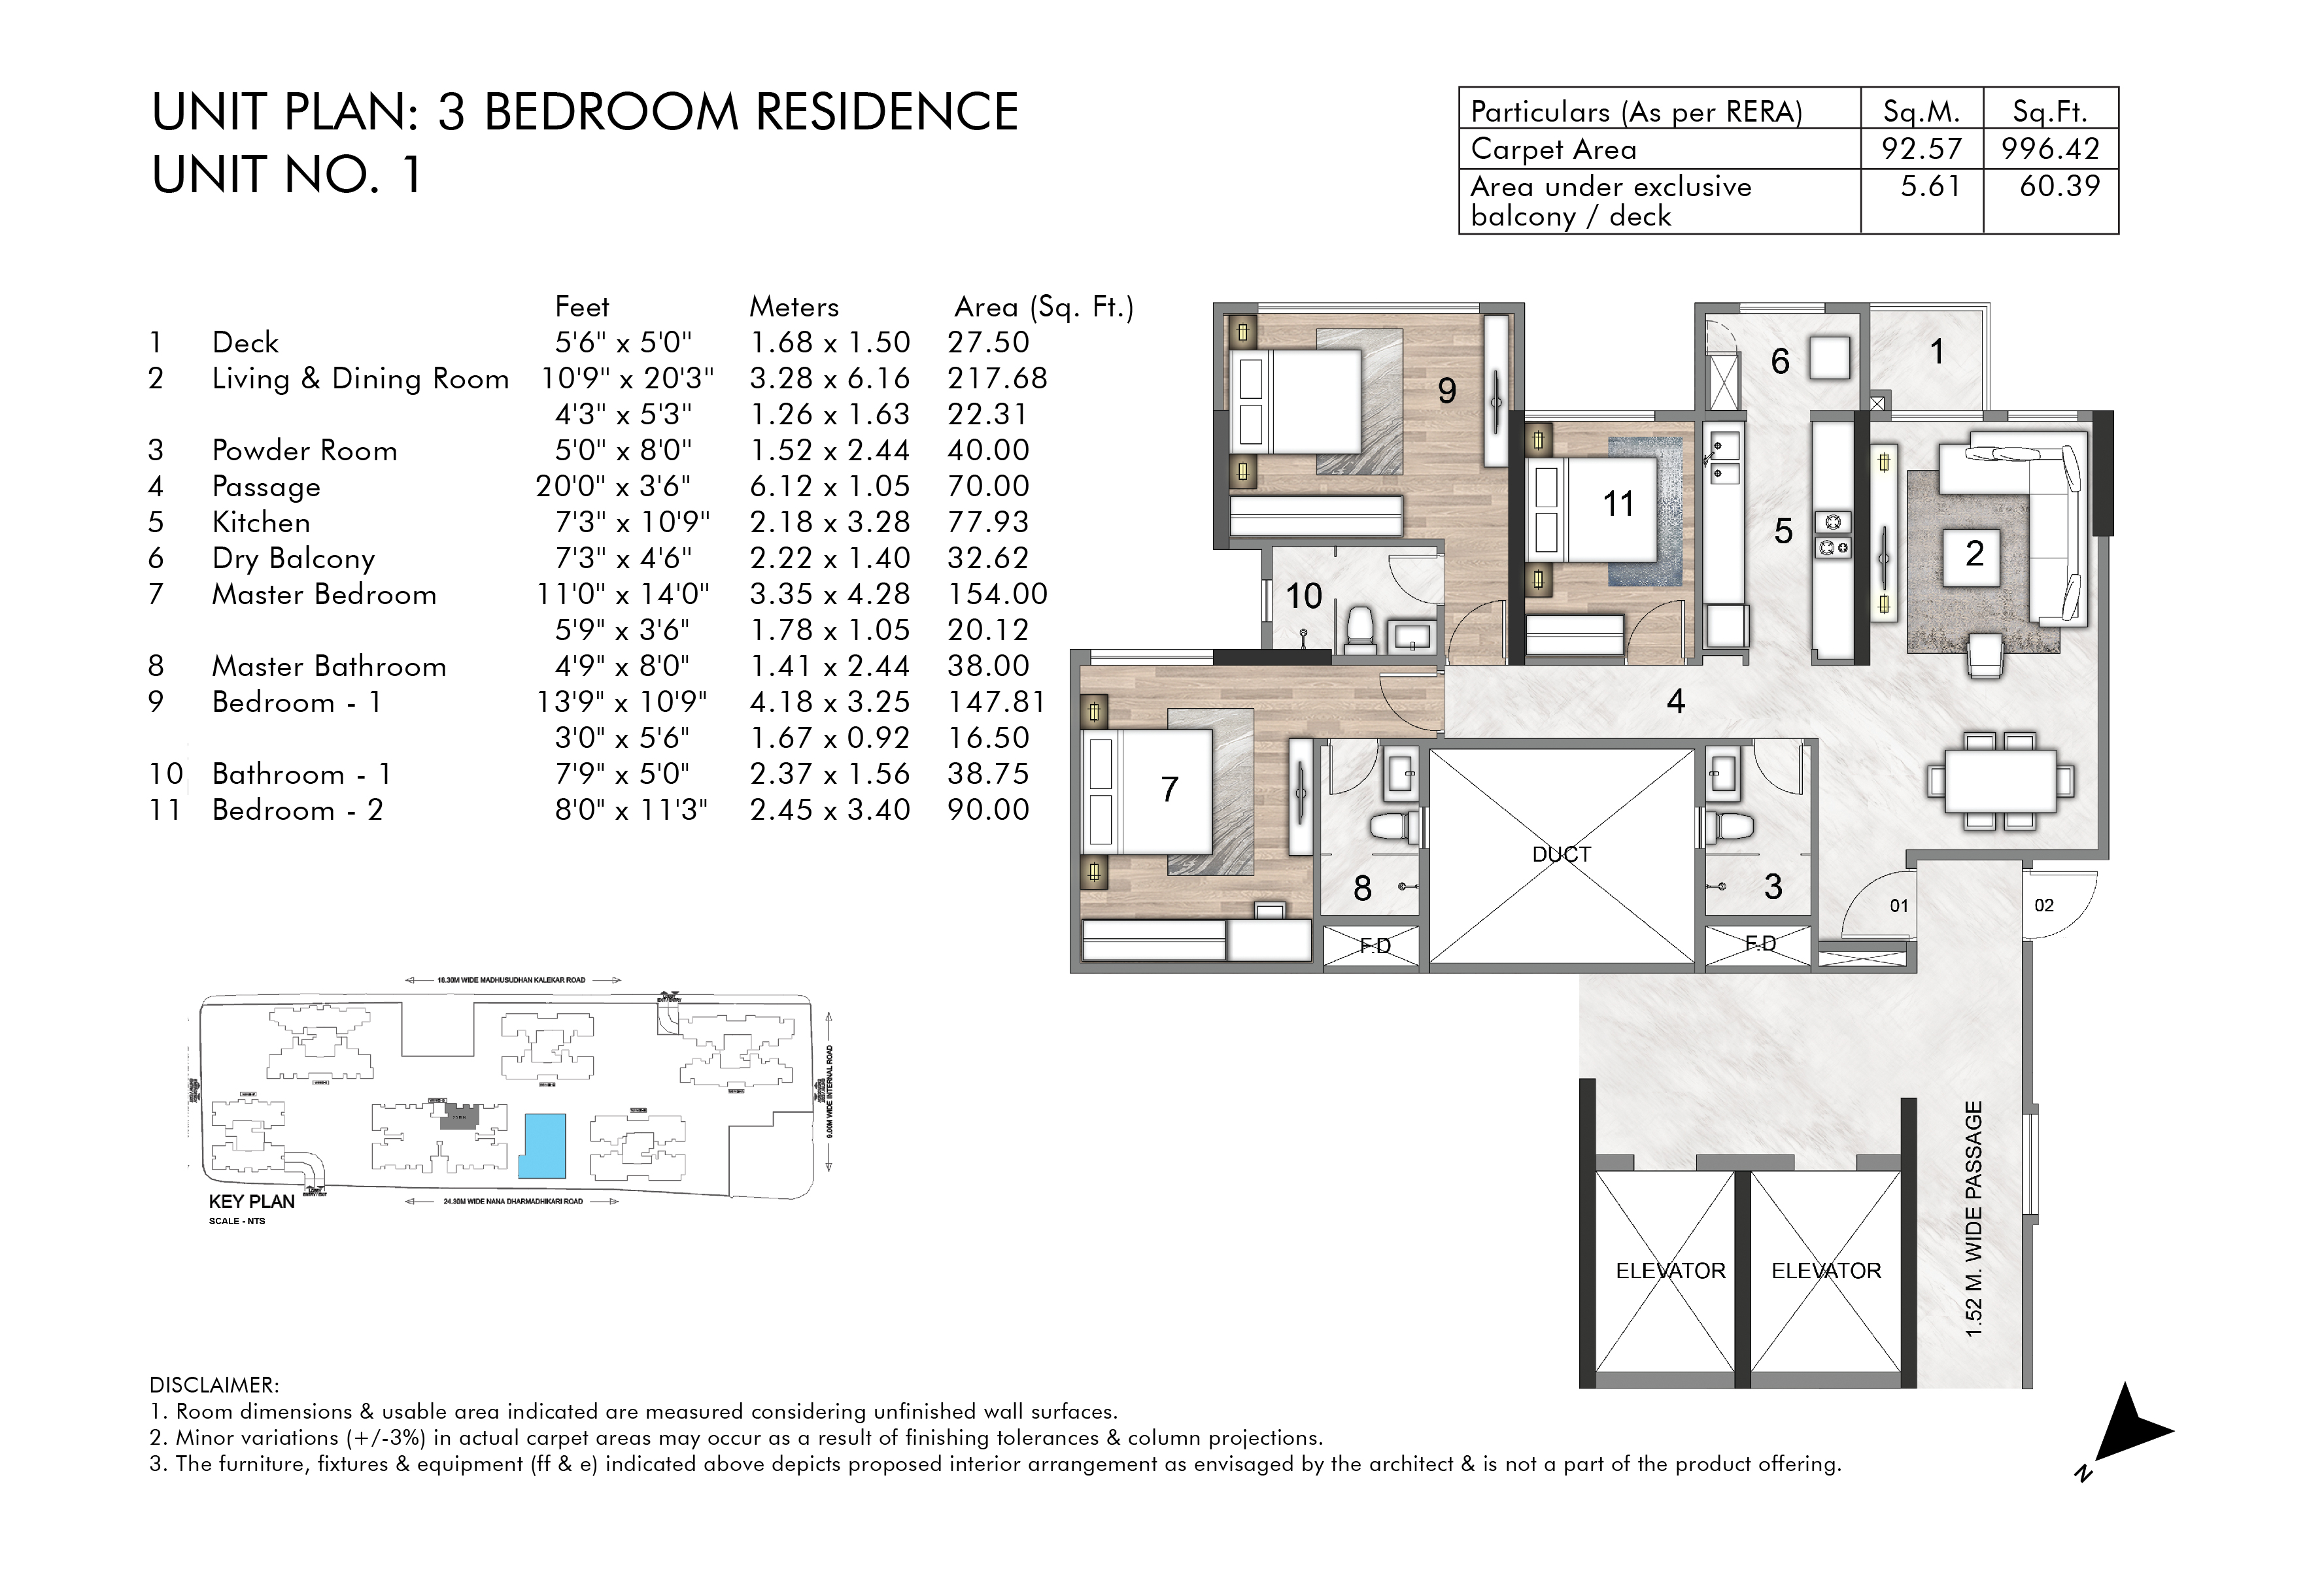 UNIT PLAN: 3 BEDROOM RESIDENCE
UNIT NO. 1
Particulars (As per RERA) Sq.M. Sq.Ft.
Carpet Area 92.57 996.42
Area under exclusive 5.61 60.39
balcony / deck
Feet Meters Area (Sq. Ft.)
1 Deck 5'6" x 5'0" 1.68 x 1.50 27.50
2 Living & Dining Room 10'9" x 20'3" 3.28 x 6.16 217.68
4'3" x 5'3" 1.26 x 1.63 22.31
3 Powder Room 5'0" x 8'0" 1.52 x 2.44 40.00
4 Passage 20'0" x 3'6" 6.12 x 1.05 70.00
5 Kitchen 7'3" x 10'9" 2.18 x 3.28 77.93
6 Dry Balcony 7'3" x 4'6" 2.22 x 1.40 32.62
7 Master Bedroom 11'0" x 14'0" 3.35 x 4.28 154.00
5'9" x 3'6" 1.78 x 1.05 20.12
8 Master Bathroom 4'9" x 8'0" 1.41 x 2.44 38.00
9 Bedroom - 1 13'9" x 10'9" 4.18 x 3.25 147.81
3'0" x 5'6" 1.67 x 0.92 16.50
10 Bathroom - 1 7'9" x 5'0" 2.37 x 1.56 38.75
11 Bedroom - 2 8'0" x 11'3" 2.45 x 3.40 90.00
1
6
9
11
5
2
10
4
7
DUCT
8
3
01
02
F.D
F.D
ELEVATOR
ELEVATOR
1.52 M. WIDE PASSAGE
18.30M WIDE MADHUSUDHAN KALEKAR ROAD
9.00M WIDE INTERNAL ROAD
24.30M WIDE NANA DHARMADHIKARI ROAD
KEY PLAN
SCALE - NTS
DISCLAIMER:
1. Room dimensions & usable area indicated are measured considering unfinished wall surfaces.
2. Minor variations (+/-3%) in actual carpet areas may occur as a result of finishing tolerances & column projections.
3. The furniture, fixtures & equipment (ff & e) indicated above depicts proposed interior arrangement as envisaged by the architect & is not a part of the product offering.
N